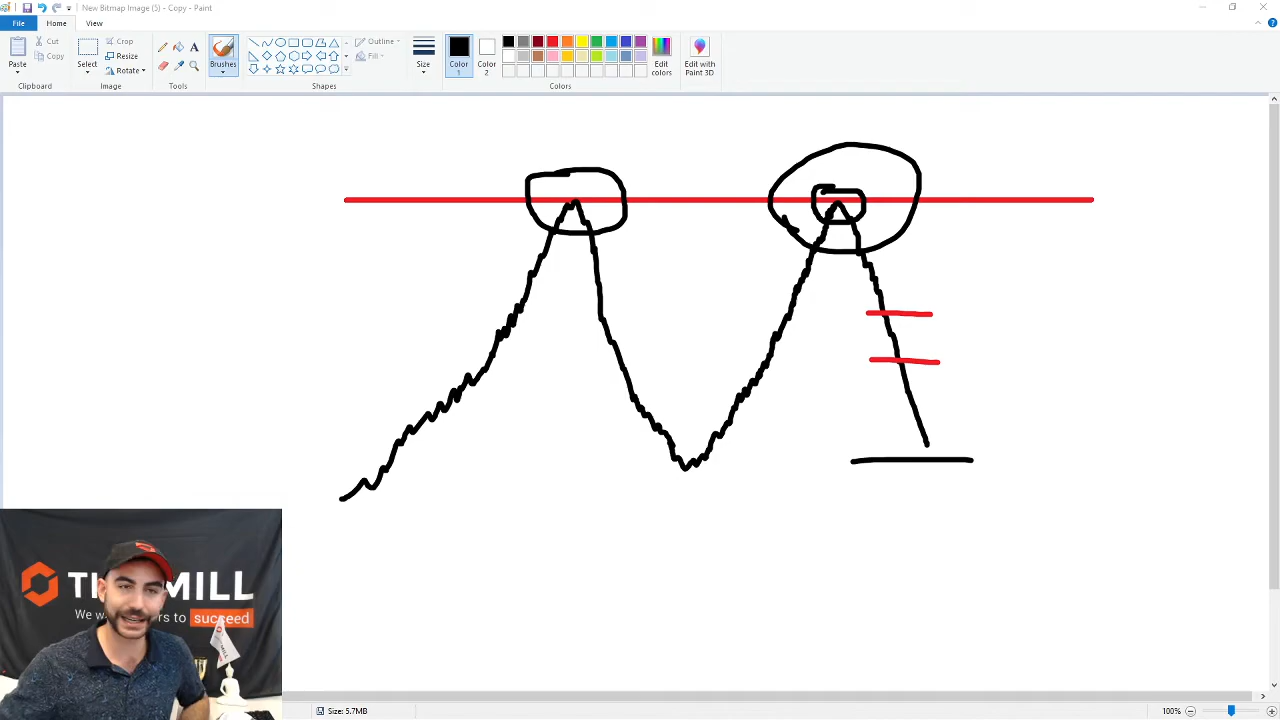 New Bitmap Image (5) - Copy - Paint
File Home View
Paste
Cut
Copy
Clipboard
Select
Crop
Resize
Rotate
Image
A
Tools
Brushes
Outline
Fill
Shapes
Size
Color 1
Color 2
Edit colors
Colors
Edit with Paint 3D
MILL
succeed
Size: 5.7MB
100%